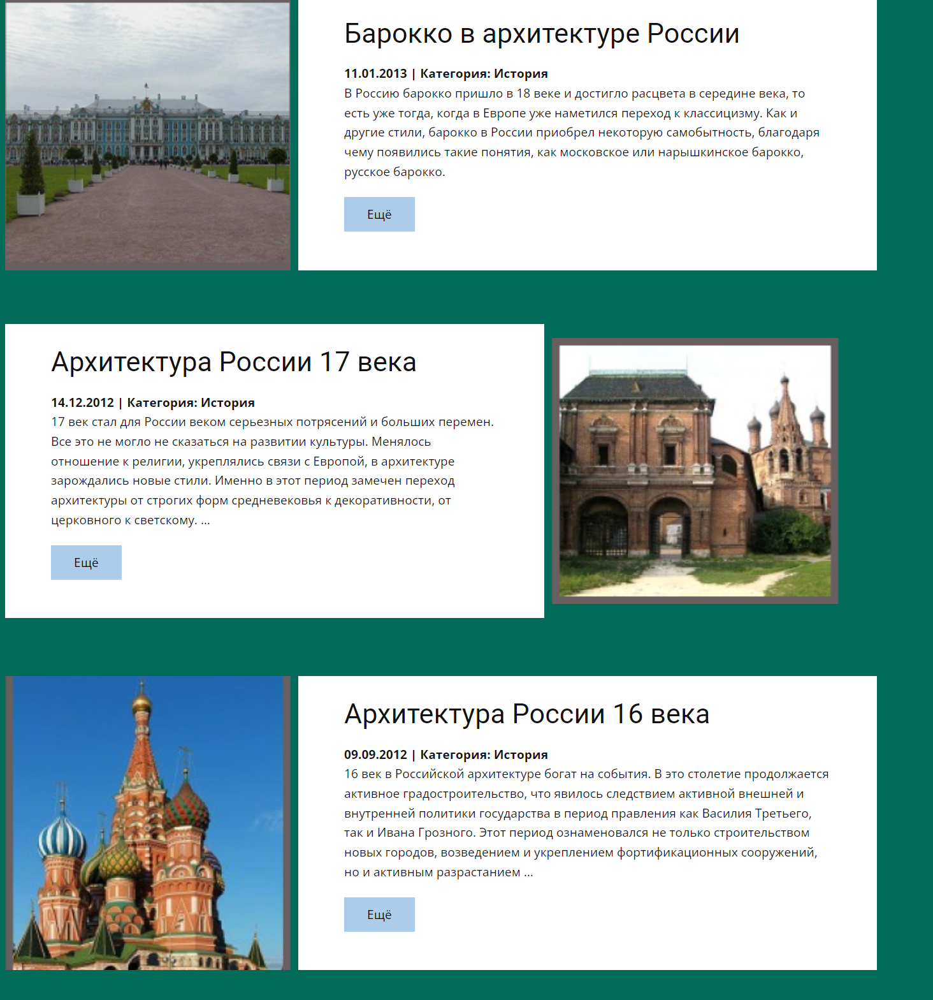 Барокко в архитектуре России
11.01.2013 | Категория: История
В Россию барокко пришло в 18 веке и достигло расцвета в середине века, то
есть уже тогда, когда в Европе уже наметился переход к классицизму. Как и
другие стили, барокко в России приобрел некоторую самобытность, благодаря
чему появились такие понятия, как московское или нарышкинское барокко,
русское барокко.
Ещё
Архитектура России 17 века
14.12.2012 | Категория: История
17 век стал для России веком серьезных потрясений и больших перемен.
Все это не могло не сказаться на развитии культуры. Менялось
отношение к религии, укреплялись связи с Европой, в архитектуре
зарождались новые стили. Именно в этот период замечен переход
архитектуры от строгих форм средневековья к декоративности, от
церковного к светскому. ...
Ещё
Архитектура России 16 века
09.09.2012 | Категория: История
16 век в Российской архитектуре богат на события. В это столетие продолжается
активное градостроительство, что явилось следствием активной внешней и
внутренней политики государства в период правления как Василия Третьего,
так и Ивана Грозного. Этот период ознаменовался не только строительством
новых городов, возведением и укреплением фортификационных сооружений,
но и активным разрастанием ...
Ещё